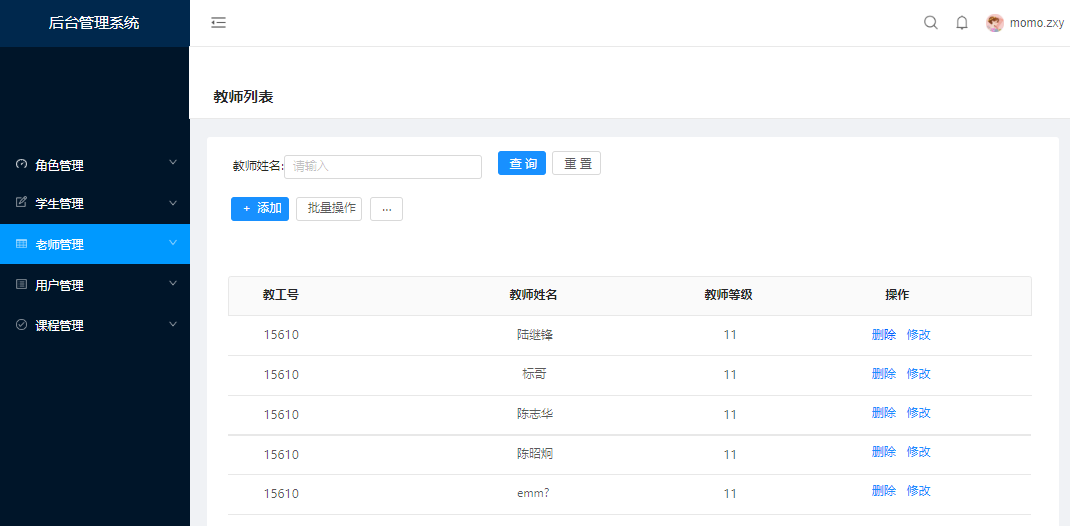 后台管理系统
momo.zxy
教师列表
角色管理
学生管理
老师管理
用户管理
课程管理
教师姓名: 请输入 查 询 重 置
+ 添加 批量操作 ...
教工号 教师姓名 教师等级 操作
15610 陆继锋 11 删除 修改
15610 标哥 11 删除 修改
15610 陈志华 11 删除 修改
15610 陈昭炯 11 删除 修改
15610 emm? 11 删除 修改